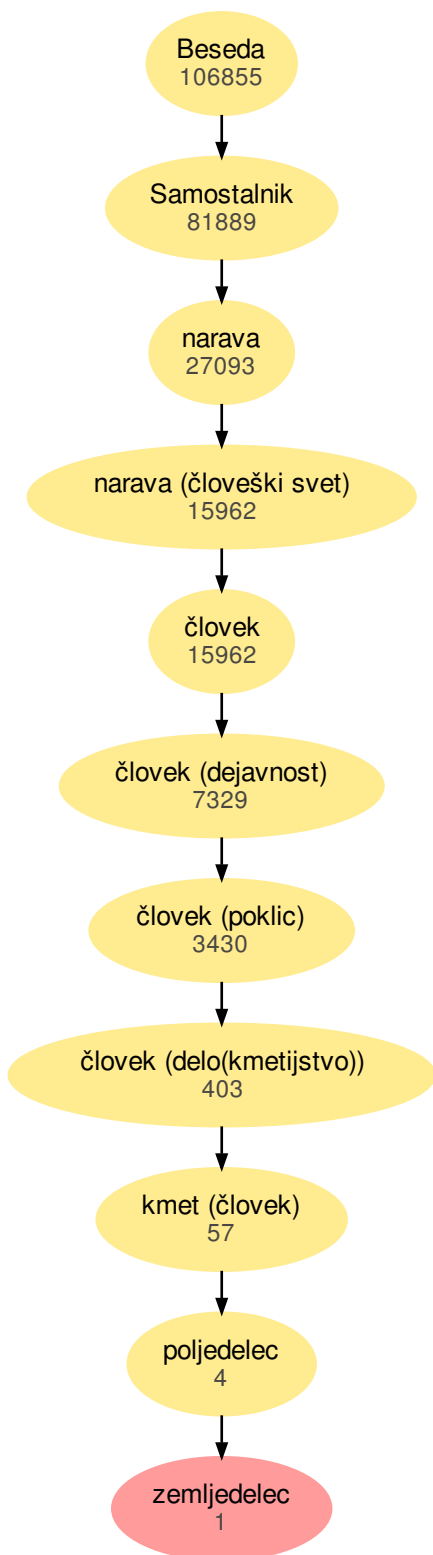 Beseda
106855
Samostalnik
81889
narava
27093
narava (človeški svet)
15962
človek
15962
človek (dejavnost)
7329
človek (poklic)
3430
človek (delo(kmetijstvo))
403
kmet (človek)
57
poljedelec
4
zemljedelec
1